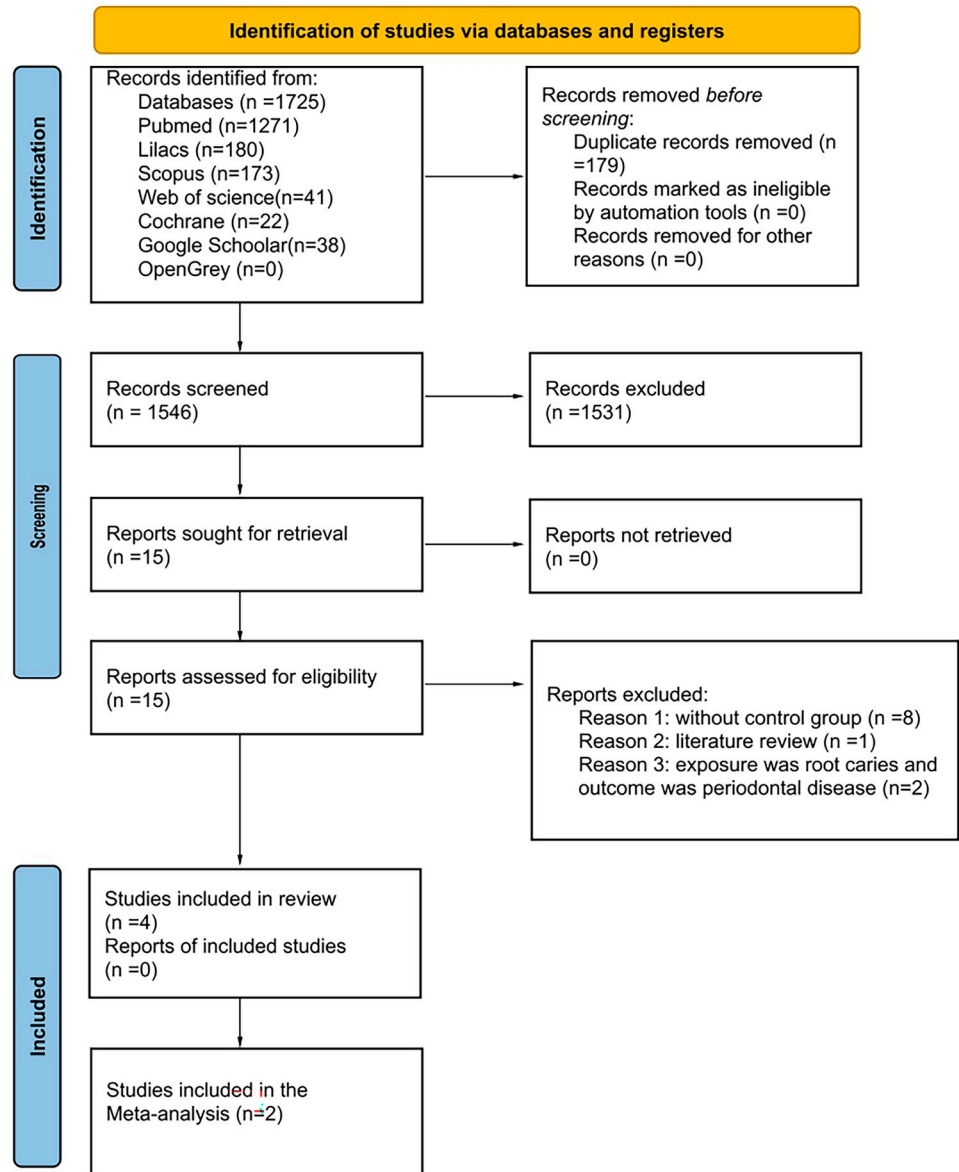 Identification of studies via databases and registers
Identification
Records identified from:
Databases (n =1725)
Pubmed (n=1271)
Lilacs (n=180)
Scopus (n=173)
Web of science(n=41)
Cochrane (n=22)
Google Schoolar(n=38)
OpenGrey (n=0)
Records removed before
screening:
Duplicate records removed (n
=179)
Records marked as ineligible
by automation tools (n =0)
Records removed for other
reasons (n =0)
Screening
Records screened
(n = 1546)
Records excluded
(n =1531)
Reports sought for retrieval
(n =15)
Reports not retrieved
(n =0)
Reports assessed for eligibility
(n =15)
Reports excluded:
Reason 1: without control group (n =8)
Reason 2: literature review (n =1)
Reason 3: exposure was root caries and
outcome was periodontal disease (n=2)
Included
Studies included in review
(n =4)
Reports of included studies
(n =0)
Studies included in the
Meta-analysis (n=2)